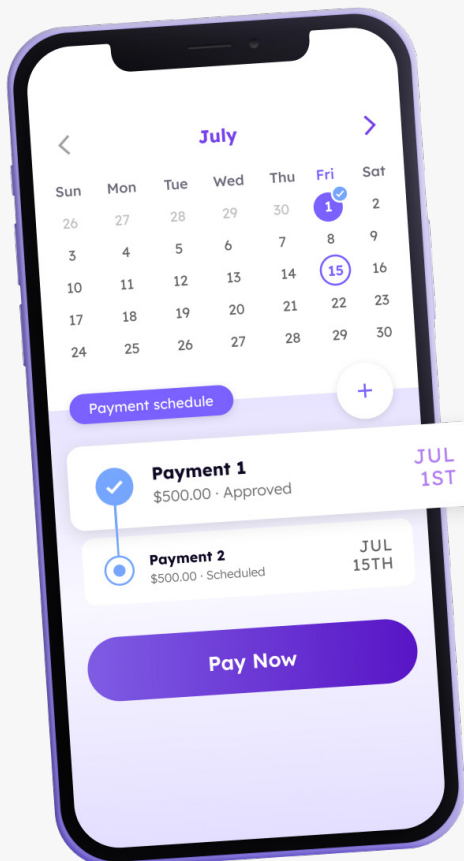 July
Sun Mon Tue Wed Thu Fri Sat
26 27 28 29 30 1 2
3 4 5 6 7 8 9
10 11 12 13 14 15 16
17 18 19 20 21 22 23
24 25 26 27 28 29 30
Payment schedule
+
Payment 1
$500.00 · Approved
JUL
1ST
Payment 2
$500.00 · Scheduled
JUL
15TH
Pay Now